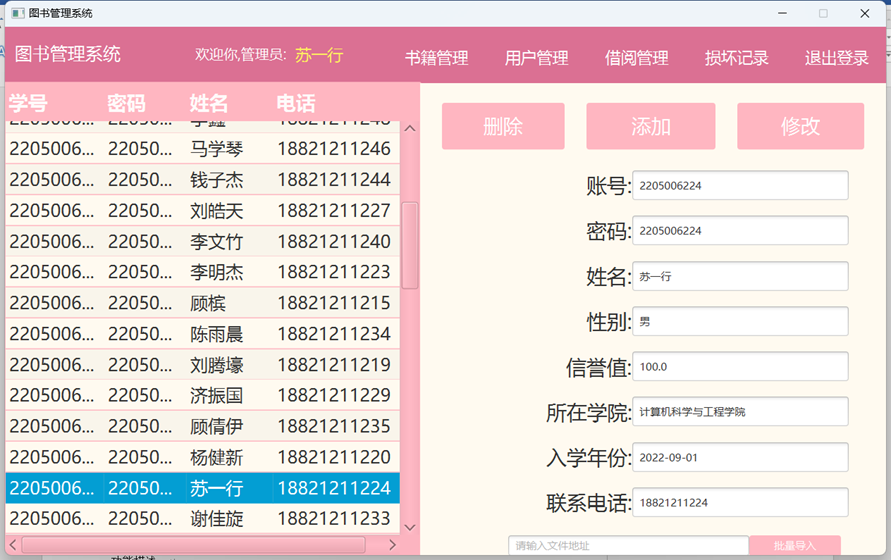 图书管理系统
图书管理系统 欢迎你,管理员: 苏一行 书籍管理 用户管理 借阅管理 损坏记录 退出登录
学号 密码 姓名 电话
2205006... 22050... 马学琴 18821211246
2205006... 22050... 钱子杰 18821211244
2205006... 22050... 刘皓天 18821211227
2205006... 22050... 李文竹 18821211240
2205006... 22050... 李明杰 18821211223
2205006... 22050... 顾槟 18821211215
2205006... 22050... 陈雨晨 18821211234
2205006... 22050... 刘腾壕 18821211219
2205006... 22050... 济振国 18821211229
2205006... 22050... 顾倩伊 18821211235
2205006... 22050... 杨健新 18821211220
2205006... 22050... 苏一行 18821211224
2205006... 22050... 谢佳旋 18821211233
删除 添加 修改
账号: 2205006224
密码: 2205006224
姓名: 苏一行
性别: 男
信誉值: 100.0
所在学院: 计算机科学与工程学院
入学年份: 2022-09-01
联系电话: 18821211224
请输入文件地址 批量导入